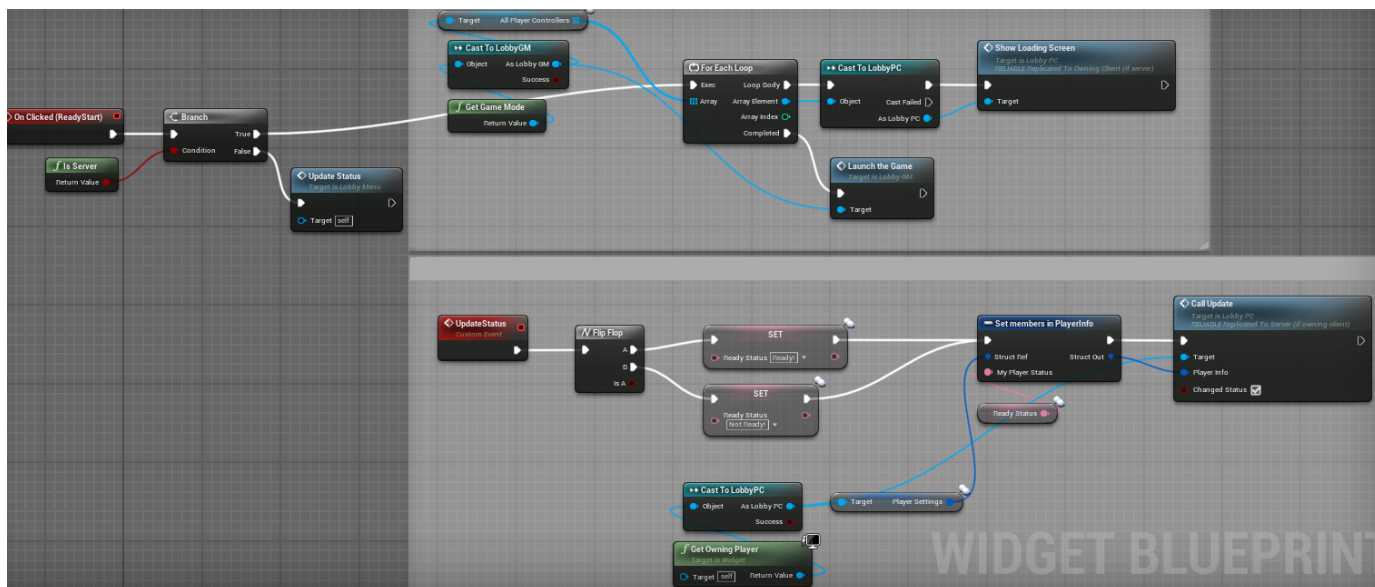 Target All Player Controllers
Cast To LobbyGM
Object As Lobby GM
Success
Get Game Mode
Return Value
On Clicked (ReadyStart)
Branch
True
Condition False
Is Server
Return Value
Update Status
Target is Lobby Menu
Target self
For Each Loop
Exec Loop Body
Array Array Element
Array Index
Completed
Cast To LobbyPC
Object Cast Failed
As Lobby PC
Show Loading Screen
Target is Lobby PC
RELIABLE Replicated To Owning Client (if server)
Target
Launch the Game
Target is Lobby GM
Target
UpdateStatus
Custom Event
Flip Flop
A
B
Is A
SET
Ready Status Ready!
SET
Ready Status
Not Ready!
Set members in PlayerInfo
Struct Ref Struct Out
My Player Status
Ready Status
Call Update
Target is Lobby PC
RELIABLE Replicated To Server (if owning client)
Target
Player Info
Changed Status
Cast To LobbyPC
Object As Lobby PC
Success
Target Player Settings
Get Owning Player
Target is Widget
Target self Return Value
WIDGET BLUEPRINT